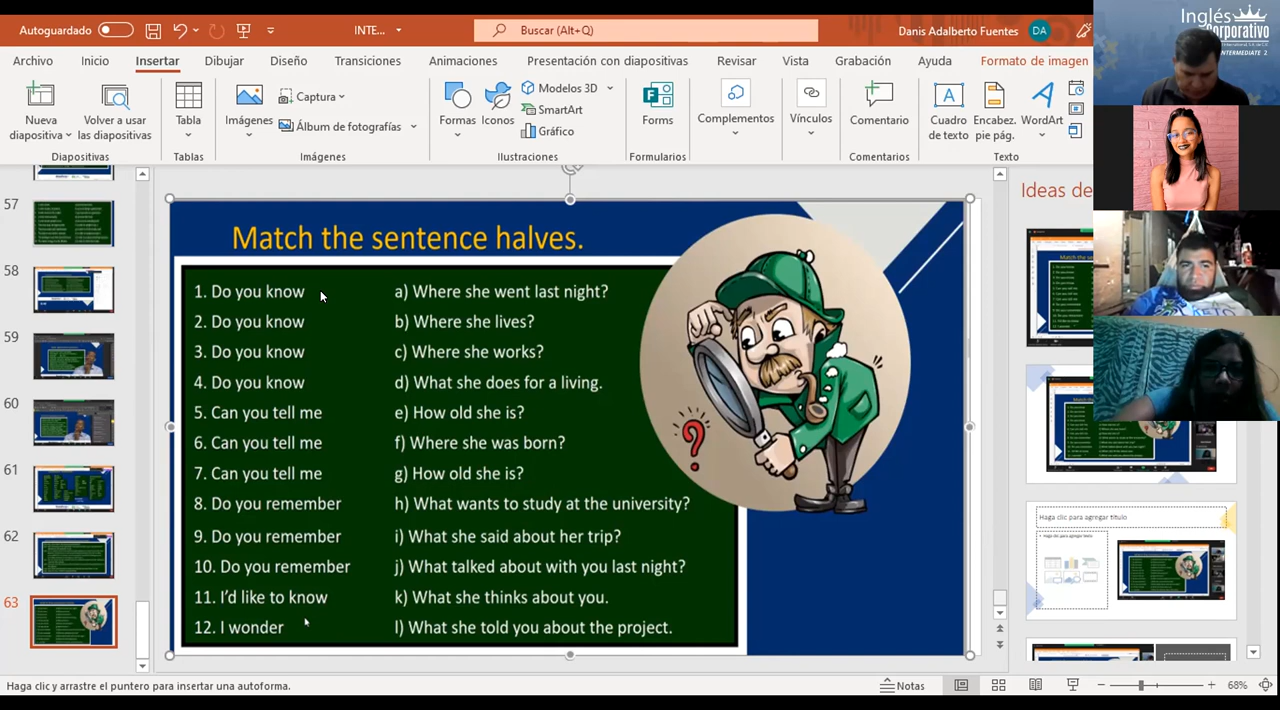 Autoguardado
INTE...
Buscar (Alt+Q)
Danis Adalberto Fuentes
DA
Inglés
Corporativo
INTERMEDIATE 2
Archivo
Inicio
Insertar
Dibujar
Diseño
Transiciones
Animaciones
Presentación con diapositivas
Revisar
Vista
Grabación
Ayuda
Formato de imagen
Nueva
diapositiva
Volver a usar
las diapositivas
Diapositivas
Tabla
Tablas
Imágenes
Captura
Álbum de fotografías
Imágenes
Formas
Iconos
Modelos 3D
SmartArt
Gráfico
Ilustraciones
Forms
Formularios
Complementos
Vínculos
Comentario
Comentarios
Cuadro
de texto
Encabez.
pie pág.
WordArt
Texto
57
58
59
60
61
62
63
Match the sentence halves.
1. Do you know
a) Where she went last night?
2. Do you know
b) Where she lives?
3. Do you know
c) Where she works?
4. Do you know
d) What she does for a living.
5. Can you tell me
e) How old she is?
6. Can you tell me
f) Where she was born?
7. Can you tell me
g) How old she is?
8. Do you remember
h) What wants to study at the university?
9. Do you remember
i) What she said about her trip?
10. Do you remember
j) What talked about with you last night?
11. I'd like to know
k) What she thinks about you.
12. I wonder
l) What she told you about the project.
?
Ideas de
Haga clic para agregar título
Haga clic para agregar texto
Haga clic y arrastre el puntero para insertar una autoforma.
Notas
68%